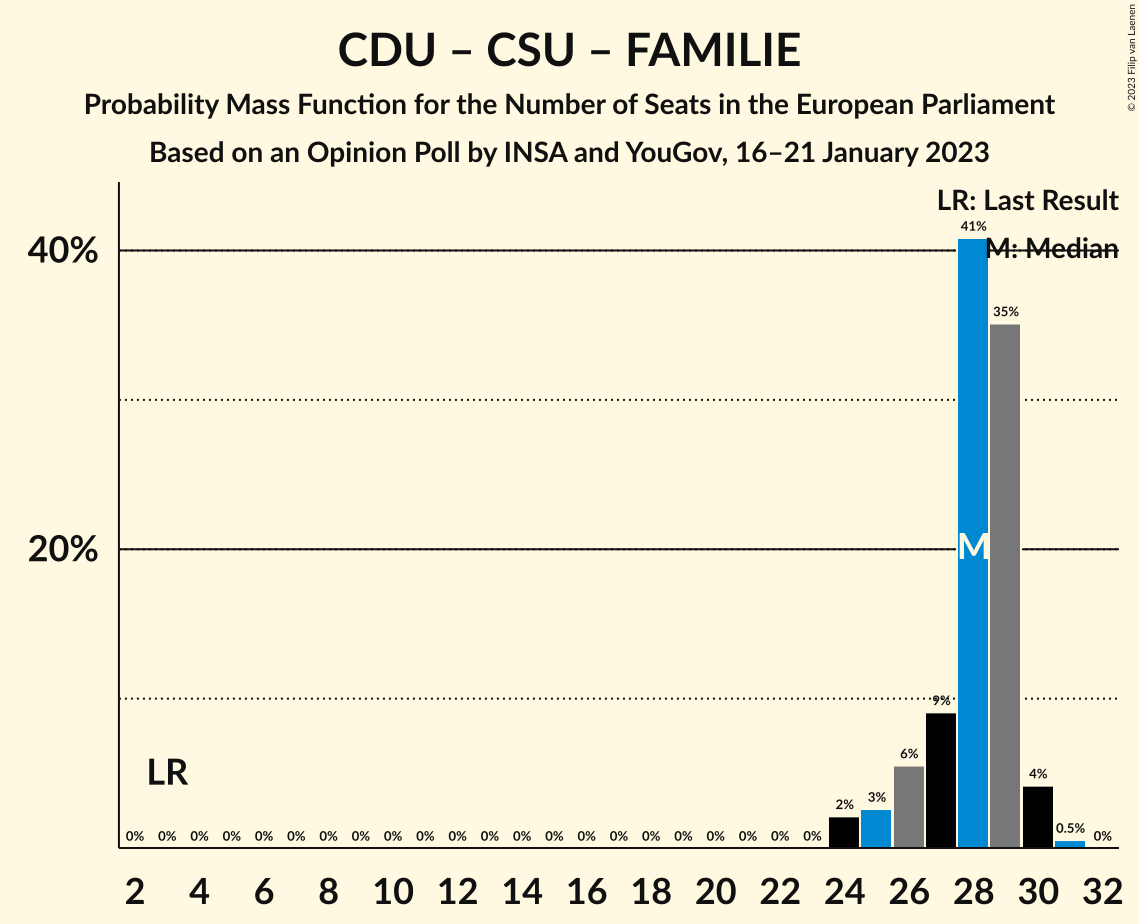 © 2023 Filip van Laenen
CDU – CSU – FAMILIE
Probability Mass Function for the Number of Seats in the European Parliament
Based on an Opinion Poll by INSA and YouGov, 16–21 January 2023
LR: Last Result
M: Median
41%
40%
35%
20%
M
9%
6%
LR
4%
2%
3%
0.5%
0% 0% 0% 0% 0% 0% 0% 0% 0% 0% 0% 0% 0% 0% 0% 0% 0% 0% 0% 0% 0% 0% 0%
2 4 6 8 10 12 14 16 18 20 22 24 26 28 30 32